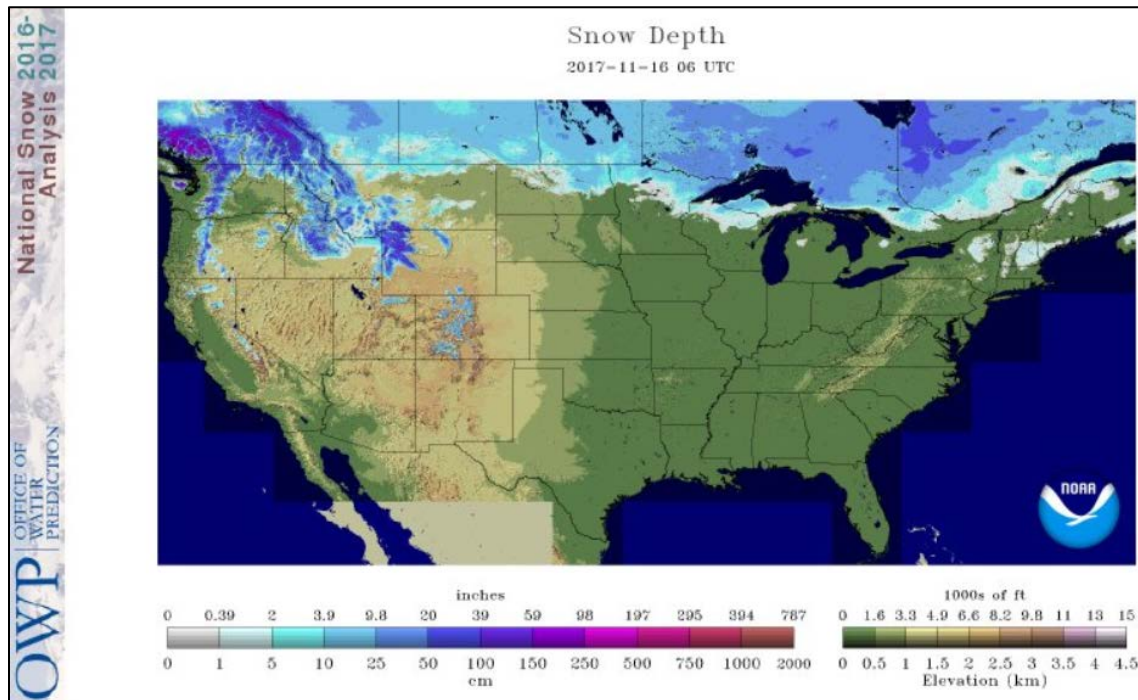 National Snow 2016-
Analysis 2017
OWP
OFFICE OF
WATER
PREDICTION
Snow Depth
2017-11-16 06 UTC
NOAA
inches
0 0.39 2 3.9 9.8 20 39 59 98 197 295 394 787
0 1 5 10 25 50 100 150 250 500 750 1000 2000
cm
1000s of ft
0 1.6 3.3 4.9 6.6 8.2 9.8 11 13 15
0 0.5 1 1.5 2 2.5 3 3.5 4 4.5
Elevation (km)